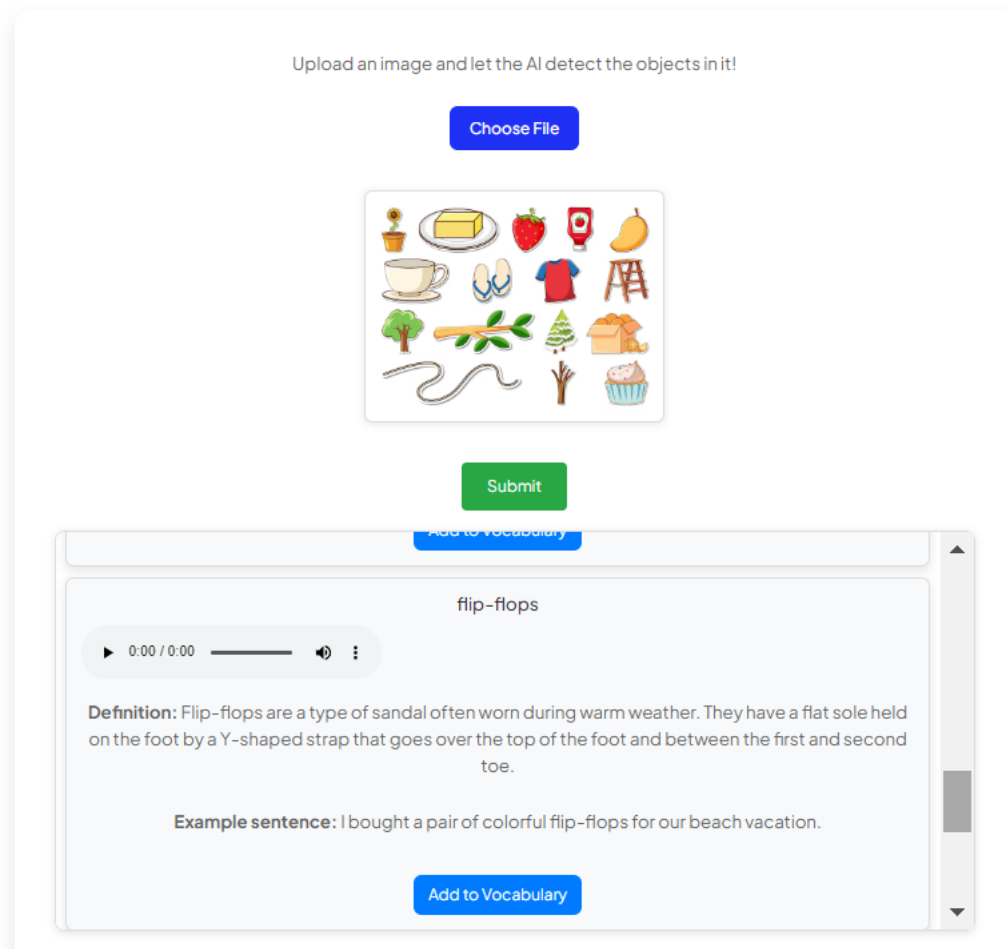 Upload an image and let the AI detect the objects in it!
Choose File
Submit
Add to Vocabulary
flip-flops
0:00 / 0:00
Definition: Flip-flops are a type of sandal often worn during warm weather. They have a flat sole held
on the foot by a Y-shaped strap that goes over the top of the foot and between the first and second
toe.
Example sentence: I bought a pair of colorful flip-flops for our beach vacation.
Add to Vocabulary